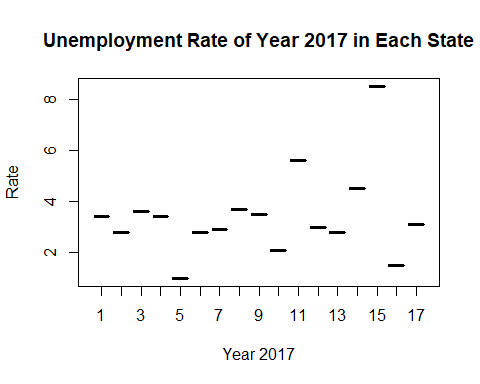 Unemployment Rate of Year 2017 in Each State
Rate
8
6
4
2
1 3 5 7 9 11 13 15 17
Year 2017